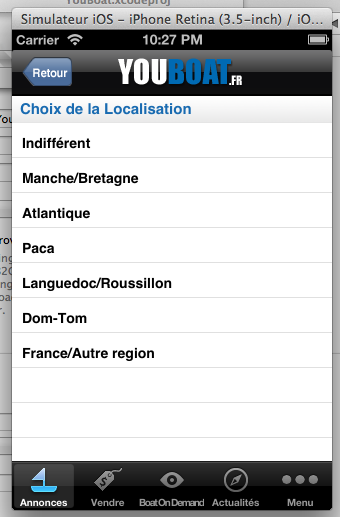 YouBoat.xcodeproj
Simulateur iOS – iPhone Retina (3.5-inch) / iO...
Carrier 10:27 PM
Retour
YOUBOAT.FR
Choix de la Localisation
Indifférent
Manche/Bretagne
Atlantique
Paca
Languedoc/Roussillon
Dom-Tom
France/Autre region
Annonces Vendre BoatOnDemand Actualités Menu